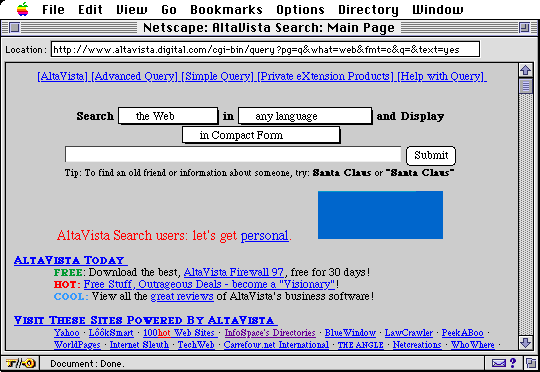 File Edit View Go Bookmarks Options Directory Window
Netscape: AltaVista Search: Main Page
Location: http://www.altavista.digital.com/cgi-bin/query?pg=q&what=web&fmt=c&q=&text=yes
[AltaVista] [Advanced Query] [Simple Query] [Private eXtension Products] [Help with Query]
Search the Web in any language and Display
in Compact Form
Submit
Tip: To find an old friend or information about someone, try: Santa Claus or "Santa Claus"
AltaVista Search users: let's get personal.
ALTAVISTA TODAY
FREE: Download the best, AltaVista Firewall 97, free for 30 days!
HOT: Free Stuff, Outrageous Deals - become a "Visionary"!
COOL: View all the great reviews of AltaVista's business software!
VISIT THESE SITES POWERED BY ALTAVISTA
Yahoo · LôôkSmart · 100hot Web Sites · InfoSpace's Directories · BlueWindow · LawCrawler · PeekABoo ·
WorldPages · Internet Sleuth · TechWeb · Carrefour.net International · THE ANGLE · Netcreations · WhoWhere ·
Document: Done.
?